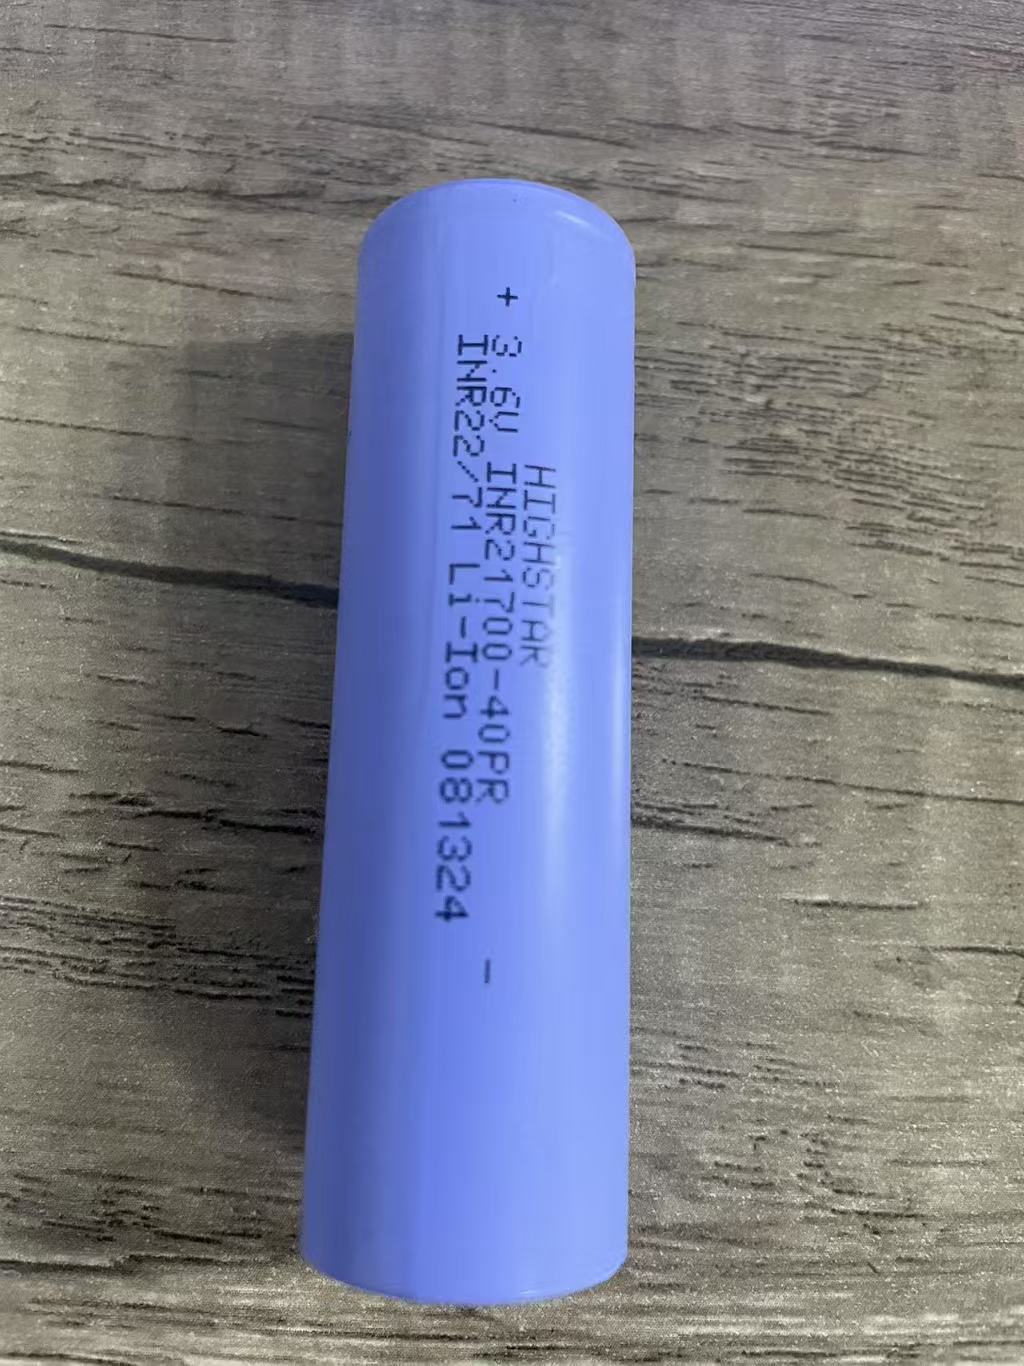 HIGHSTAR
+ 3.6V INR21700-40PR -
INR22/71 Li-Ion 081324